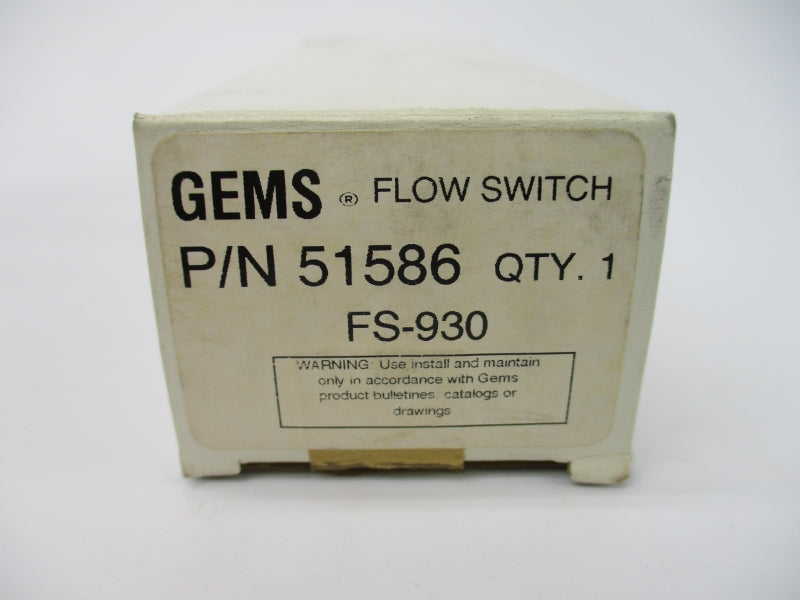 GEMS ® FLOW SWITCH
P/N 51586 QTY. 1
FS-930
WARNING: Use install and maintain
only in accordance with Gems
product bulletines, catalogs or
drawings